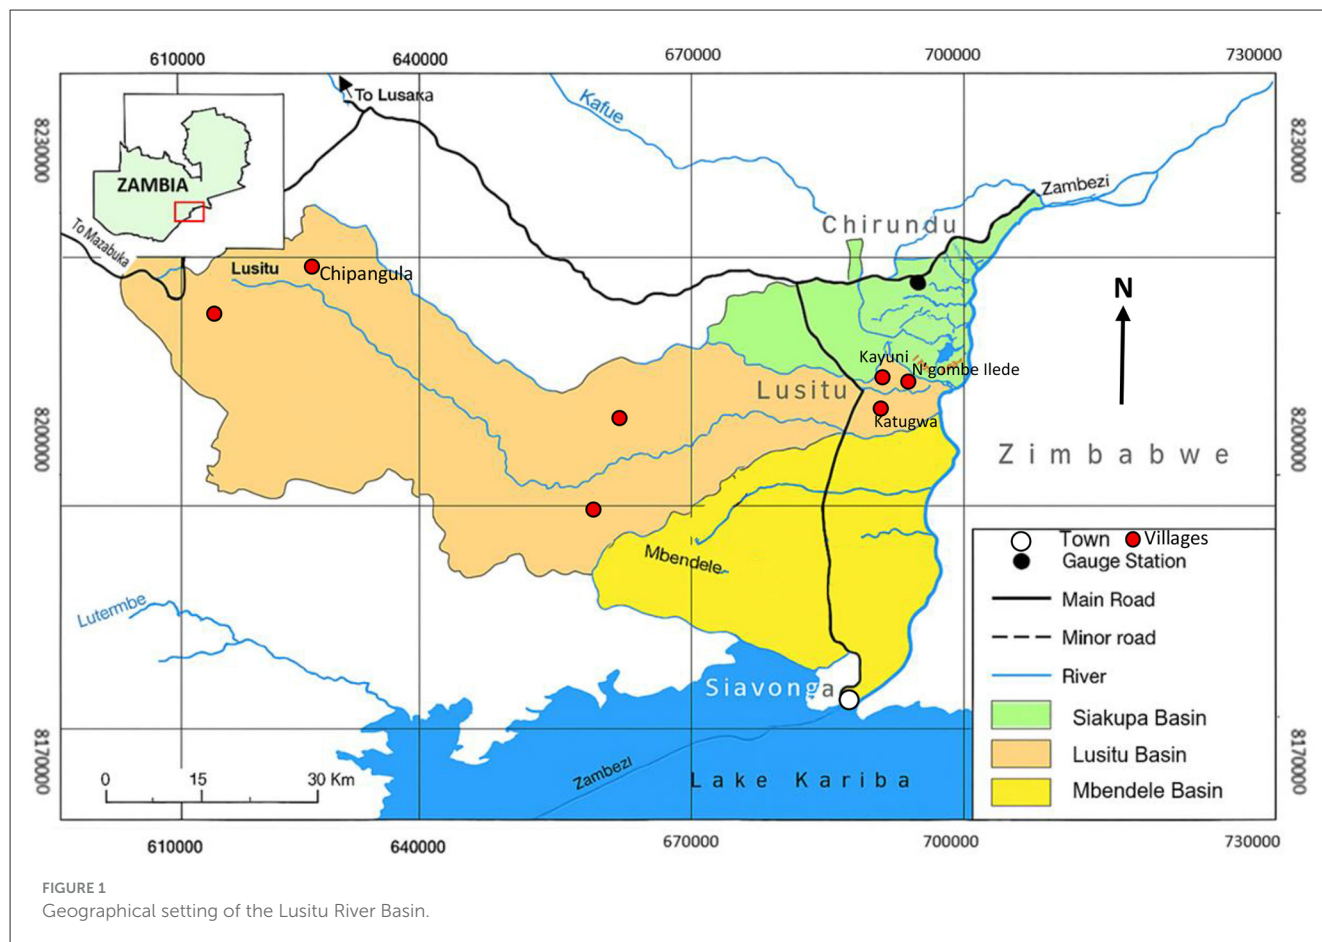 610000
640000
670000
700000
730000
To Lusaka
Kafue
8230000
8230000
ZAMBIA
Zambezi
Chirundu
To Mazabuka
Lusitu
Chipangula
Kayuni
N'gombe Ilede
Lusitu
Katugwa
8200000
8200000
Zimbabwe
Town
Villages
Gauge Station
Mbendele
Main Road
Lutembe
Minor road
River
Siavonga
Siakupa Basin
Lusitu Basin
Mbendele Basin
8170000
8170000
0 15 30 Km
Zambezi
Lake Kariba
N
610000
640000
670000
700000
730000
FIGURE 1
Geographical setting of the Lusitu River Basin.